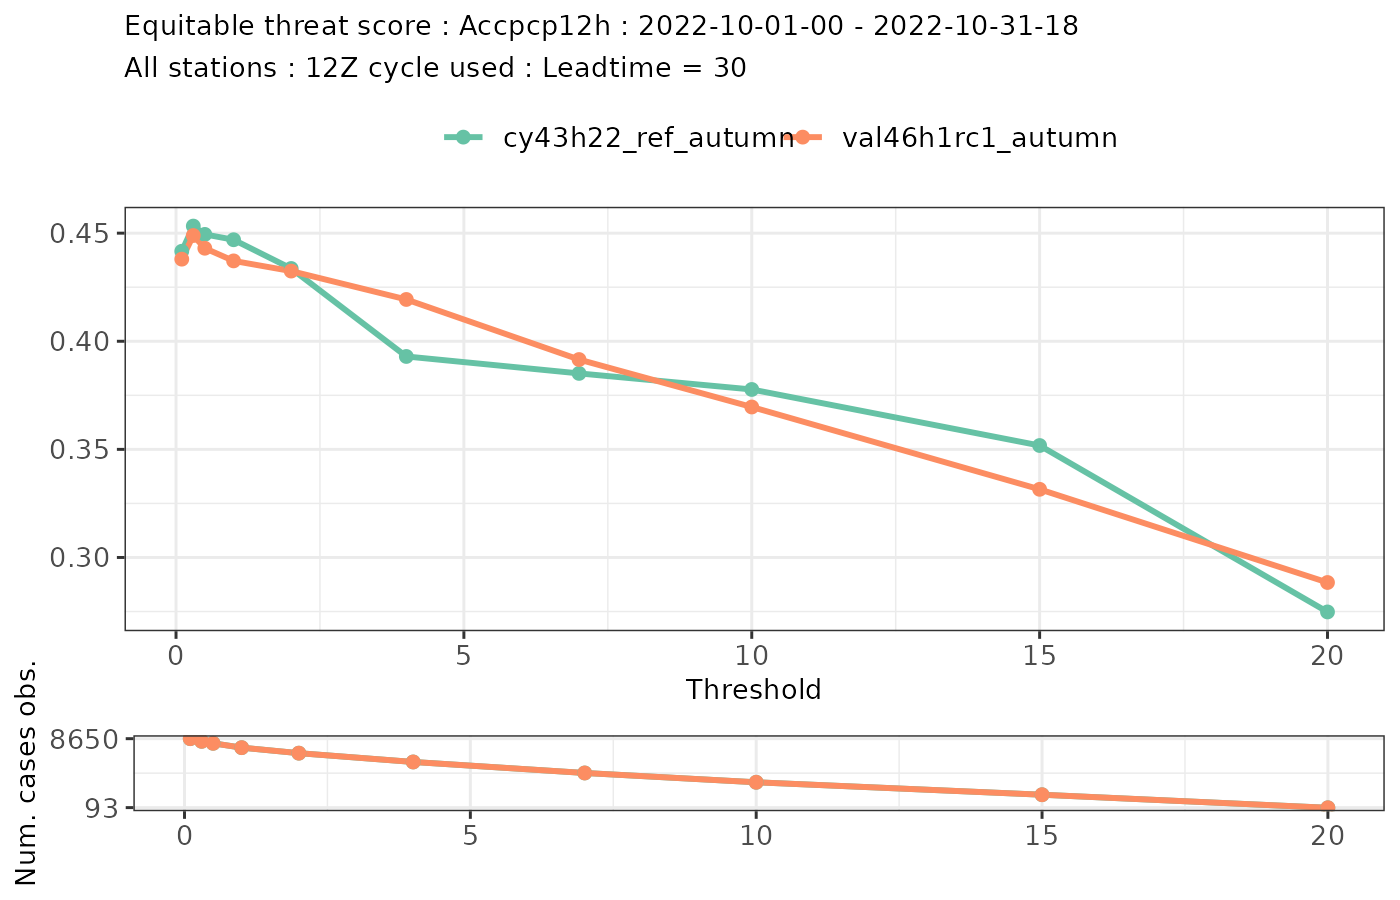 Equitable threat score : Accpcp12h : 2022-10-01-00 - 2022-10-31-18
All stations : 12Z cycle used : Leadtime = 30
cy43h22_ref_autumn val46h1rc1_autumn
0.45
0.40
0.35
0.30
0 5 10 15 20
Threshold
Num. cases obs.
8650
93
0 5 10 15 20